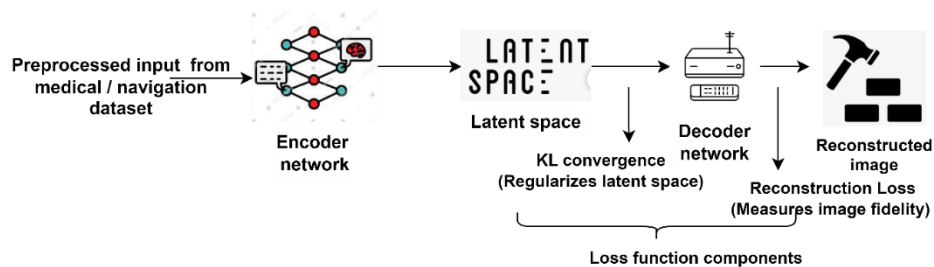 Preprocessed input from
medical / navigation
dataset
Encoder
network
LATENT
SPACE
Latent space
KL convergence
(Regularizes latent space)
Decoder
network
Reconstructed
image
Reconstruction Loss
(Measures image fidelity)
Loss function components